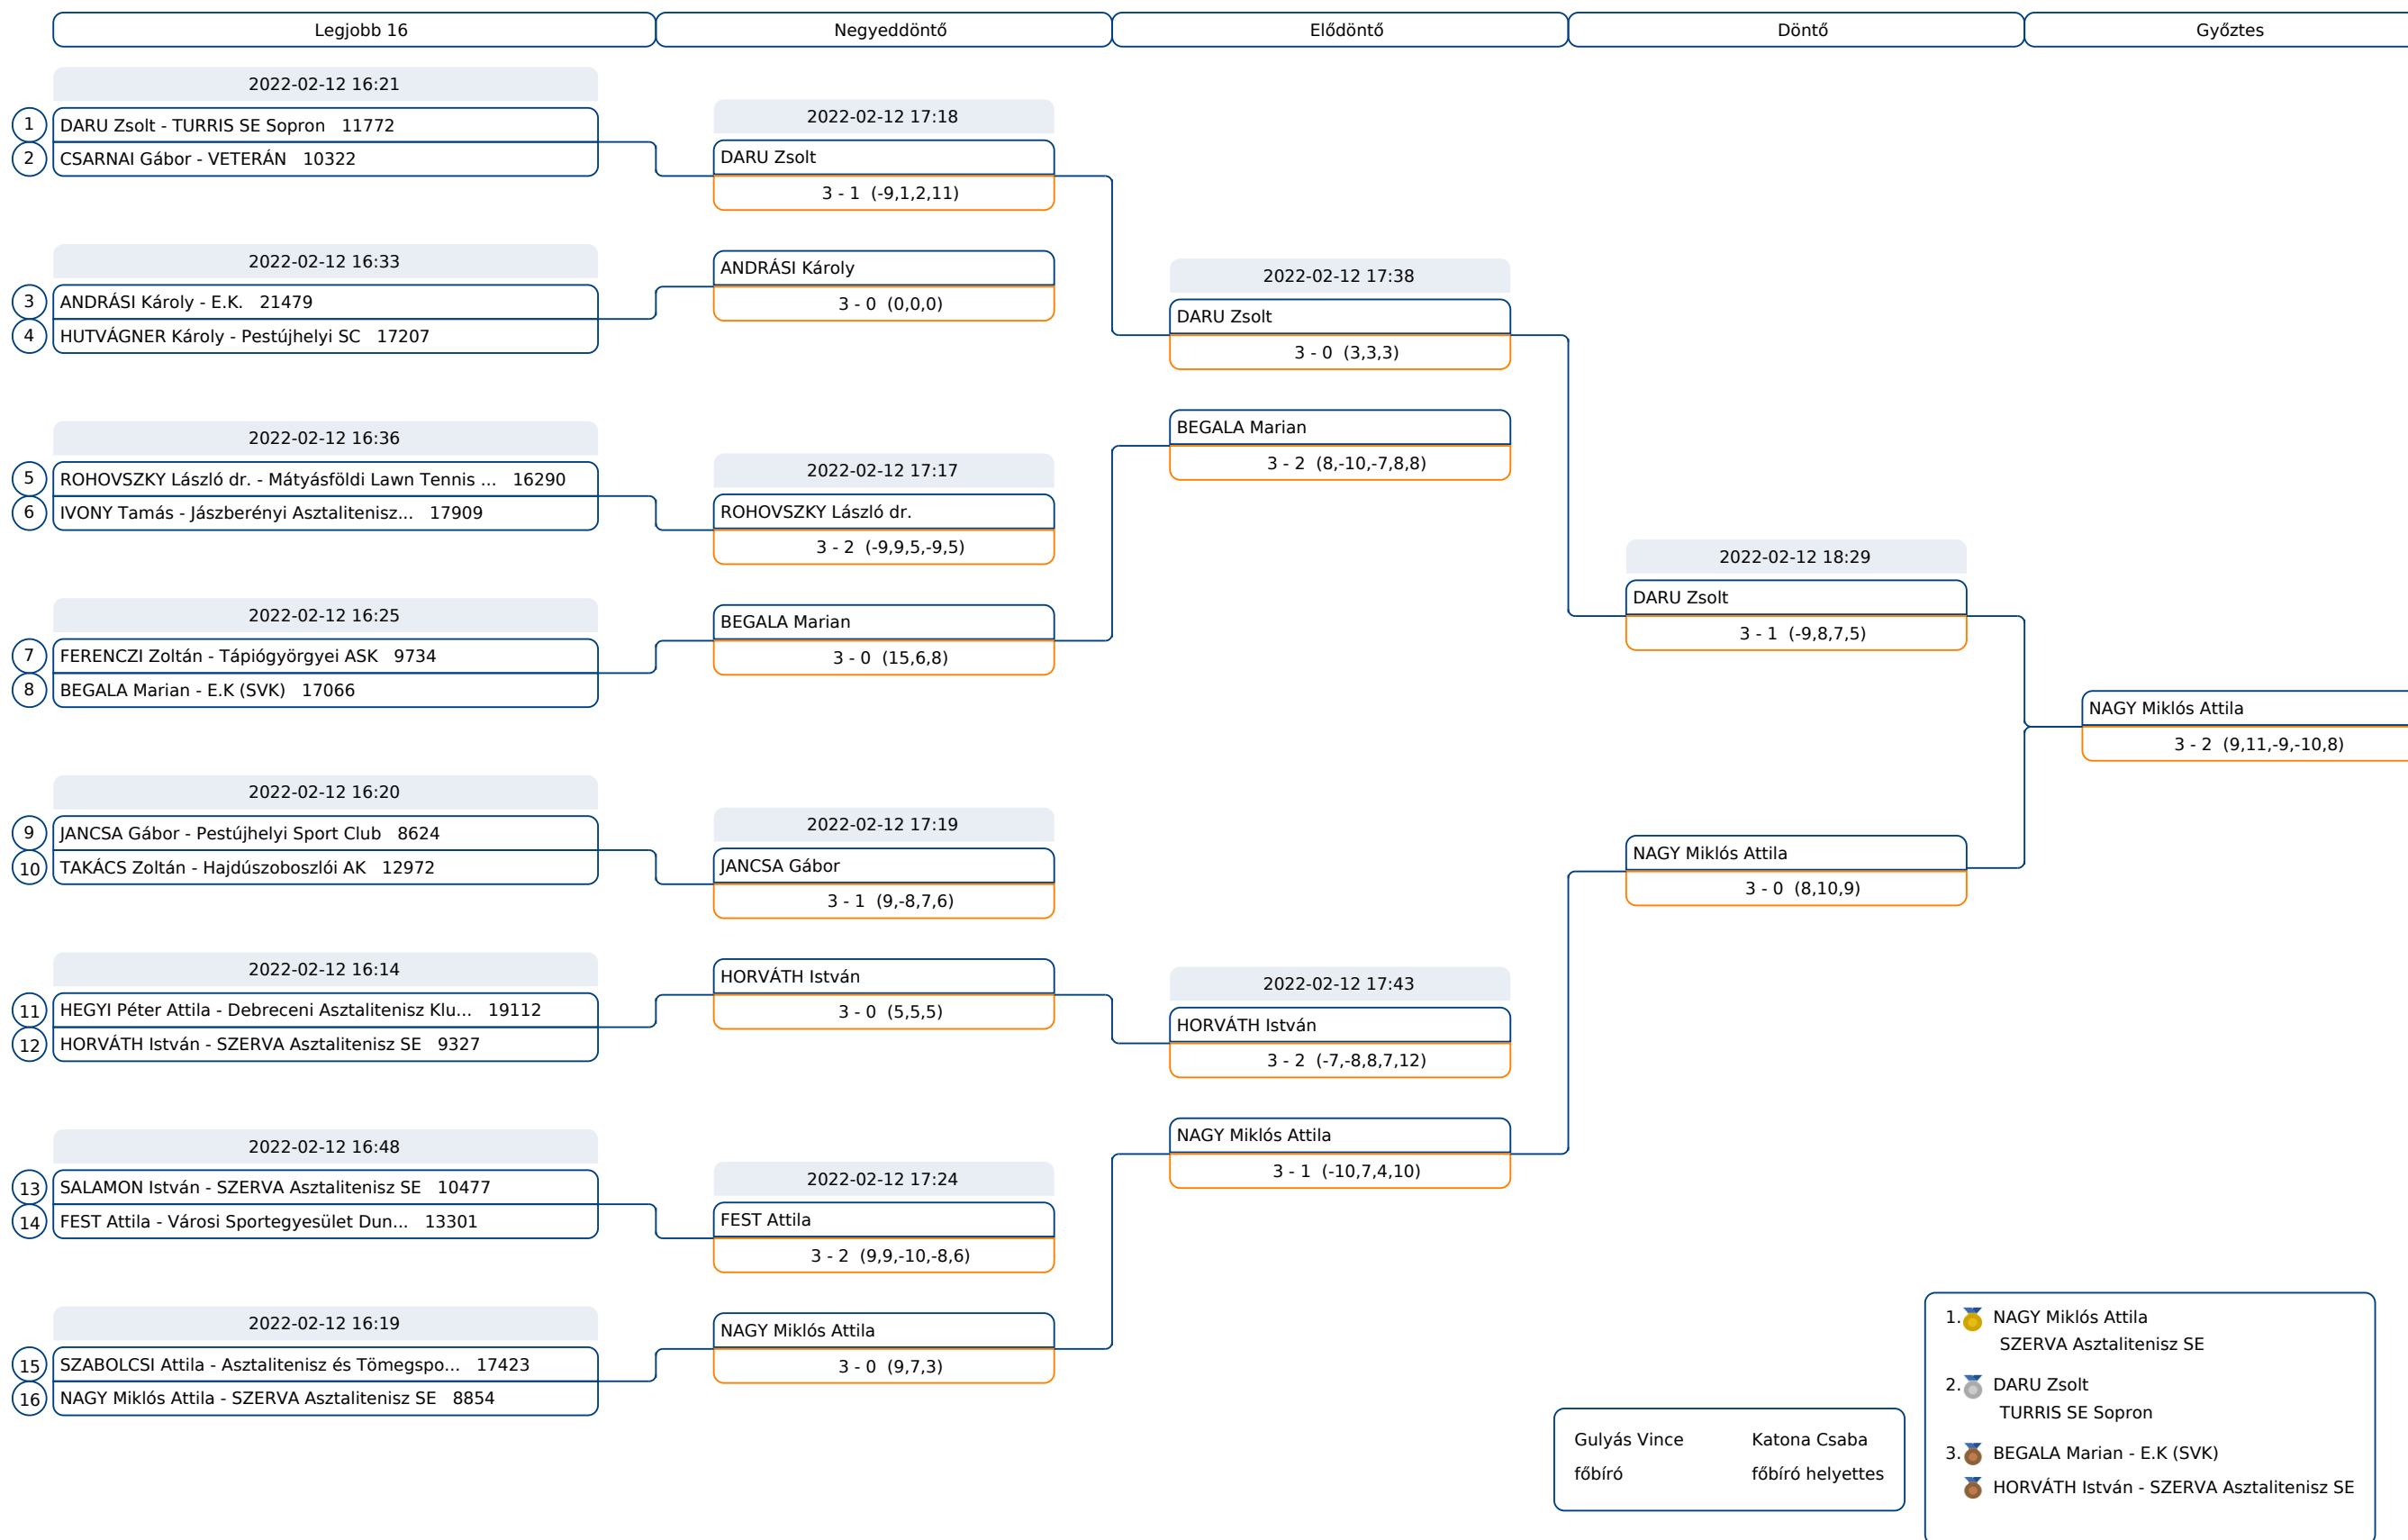 Legjobb 16
Negyeddöntő
Elődöntő
Döntő
Győztes
2022-02-12 16:21
1 DARU Zsolt - TURRIS SE Sopron 11772
2 CSARNAI Gábor - VETERÁN 10322
2022-02-12 16:33
3 ANDRÁSI Károly - E.K. 21479
4 HUTVÁGNER Károly - Pestújhelyi SC 17207
2022-02-12 16:36
5 ROHOVSZKY László dr. - Mátyásföldi Lawn Tennis ... 16290
6 IVONY Tamás - Jászberényi Asztalitenisz... 17909
2022-02-12 16:25
7 FERENCZI Zoltán - Tápiógyörgyei ASK 9734
8 BEGALA Marian - E.K (SVK) 17066
2022-02-12 16:20
9 JANCSA Gábor - Pestújhelyi Sport Club 8624
10 TAKÁCS Zoltán - Hajdúszoboszlói AK 12972
2022-02-12 16:14
11 HEGYI Péter Attila - Debreceni Asztalitenisz Klu... 19112
12 HORVÁTH István - SZERVA Asztalitenisz SE 9327
2022-02-12 16:48
13 SALAMON István - SZERVA Asztalitenisz SE 10477
14 FEST Attila - Városi Sportegyesület Dun... 13301
2022-02-12 16:19
15 SZABOLCSI Attila - Asztalitenisz és Tömegspo... 17423
16 NAGY Miklós Attila - SZERVA Asztalitenisz SE 8854
2022-02-12 17:18
DARU Zsolt
3 - 1 (-9,1,2,11)
ANDRÁSI Károly
3 - 0 (0,0,0)
2022-02-12 17:17
ROHOVSZKY László dr.
3 - 2 (-9,9,5,-9,5)
BEGALA Marian
3 - 0 (15,6,8)
2022-02-12 17:19
JANCSA Gábor
3 - 1 (9,-8,7,6)
HORVÁTH István
3 - 0 (5,5,5)
2022-02-12 17:24
FEST Attila
3 - 2 (9,9,-10,-8,6)
NAGY Miklós Attila
3 - 0 (9,7,3)
2022-02-12 17:38
DARU Zsolt
3 - 0 (3,3,3)
BEGALA Marian
3 - 2 (8,-10,-7,8,8)
2022-02-12 17:43
HORVÁTH István
3 - 2 (-7,-8,8,7,12)
NAGY Miklós Attila
3 - 1 (-10,7,4,10)
2022-02-12 18:29
DARU Zsolt
3 - 1 (-9,8,7,5)
NAGY Miklós Attila
3 - 0 (8,10,9)
NAGY Miklós Attila
3 - 2 (9,11,-9,-10,8)
Gulyás Vince
főbíró
Katona Csaba
főbíró helyettes
1. NAGY Miklós Attila
SZERVA Asztalitenisz SE
2. DARU Zsolt
TURRIS SE Sopron
3. BEGALA Marian - E.K (SVK)
HORVÁTH István - SZERVA Asztalitenisz SE